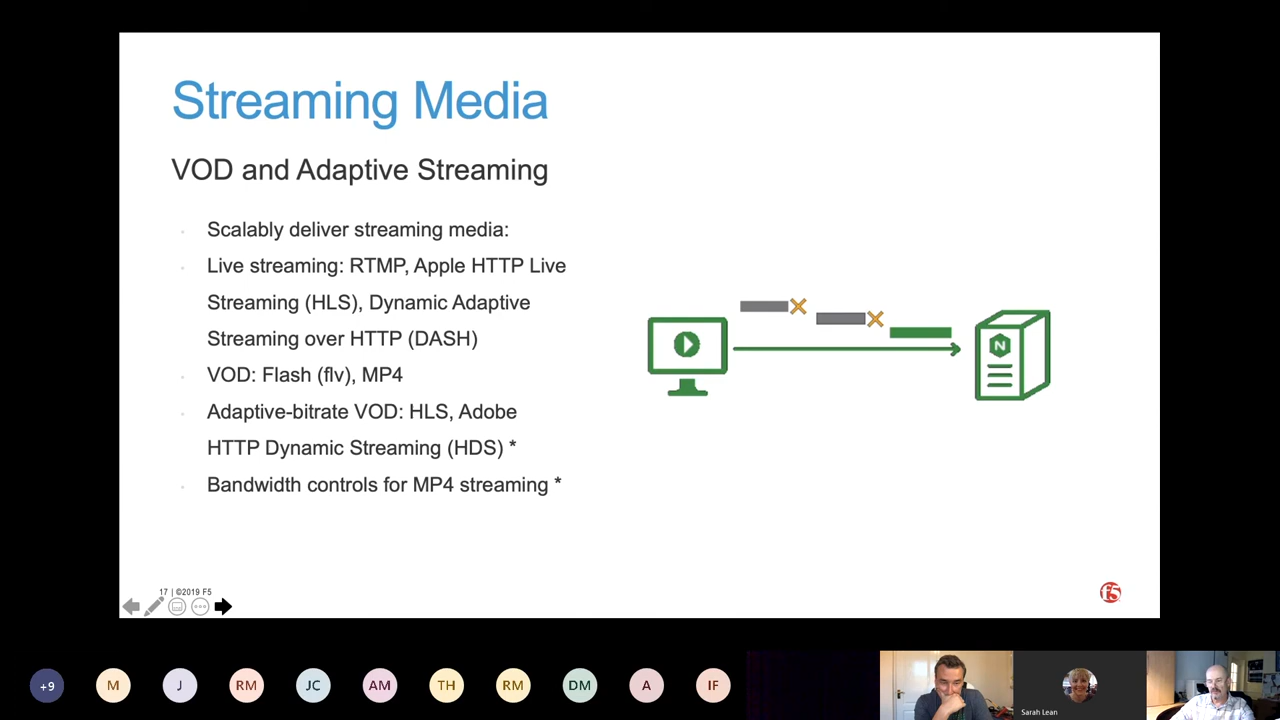 Streaming Media
VOD and Adaptive Streaming
Scalably deliver streaming media:
Live streaming: RTMP, Apple HTTP Live
Streaming (HLS), Dynamic Adaptive
Streaming over HTTP (DASH)
VOD: Flash (flv), MP4
Adaptive-bitrate VOD: HLS, Adobe
HTTP Dynamic Streaming (HDS) *
Bandwidth controls for MP4 streaming *
N
17 | ©2019 F5
f5
+9
M
J
RM
JC
AM
TH
RM
DM
A
IF
Sarah Lean